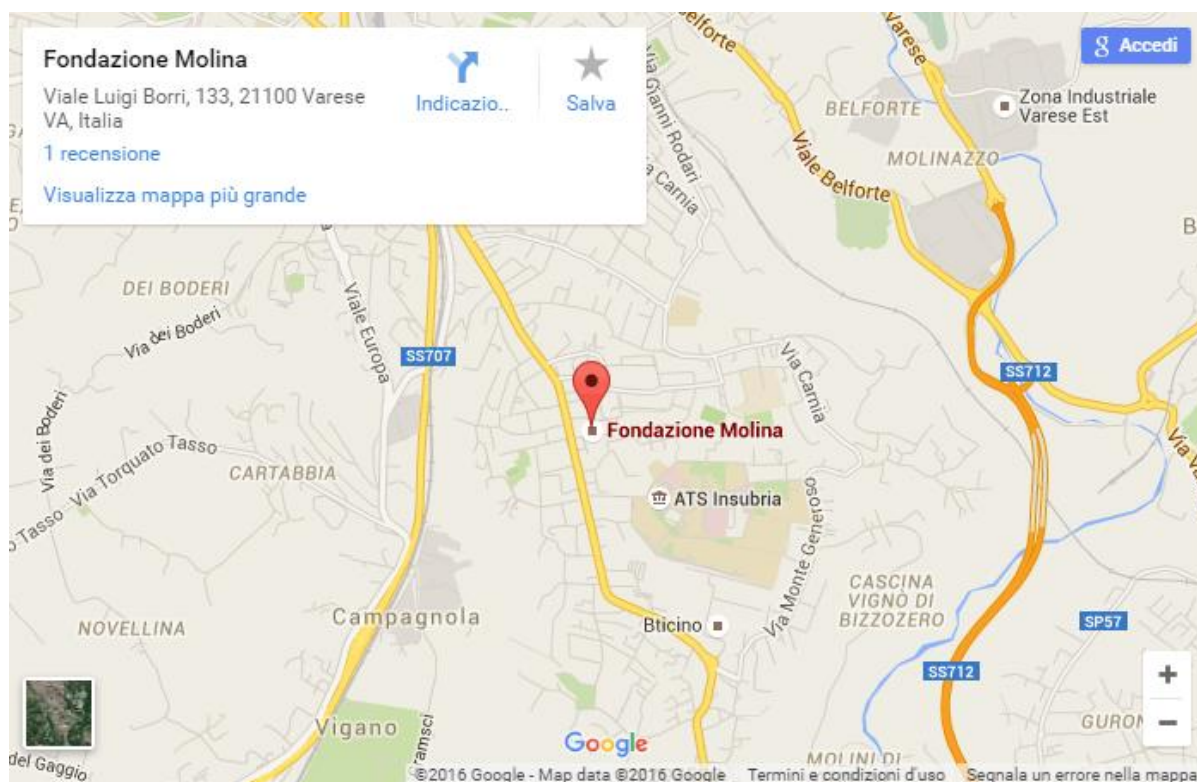 Fondazione Molina
Viale Luigi Borri, 133, 21100 Varese
VA, Italia
1 recensione
Visualizza mappa più grande
Indicazio..
Salva
g Accedi
Belforte
Varese
Via Gianni Rodari
Via Carnia
BELFORTE
Zona Industriale
Varese Est
MOLINAZZO
Viale Belforte
DEI BODERI
Via dei Boderi
Viale Europa
SS707
Via Carnia
SS712
Via dei Boderi
Fondazione Molina
Tasso
Via Torquato Tasso
CARTABBIA
ATS Insubria
Via Monte Generoso
CASCINA
VIGNÒ DI
BIZZOZERO
NOVELLINA
Campagnola
Bticino
SP57
SS712
Vigano
GURON
del Gaggio
Google
MOLINI DI
©2016 Google - Map data ©2016 Google
Termini e condizioni d'uso
Segnala un errore nella mappa